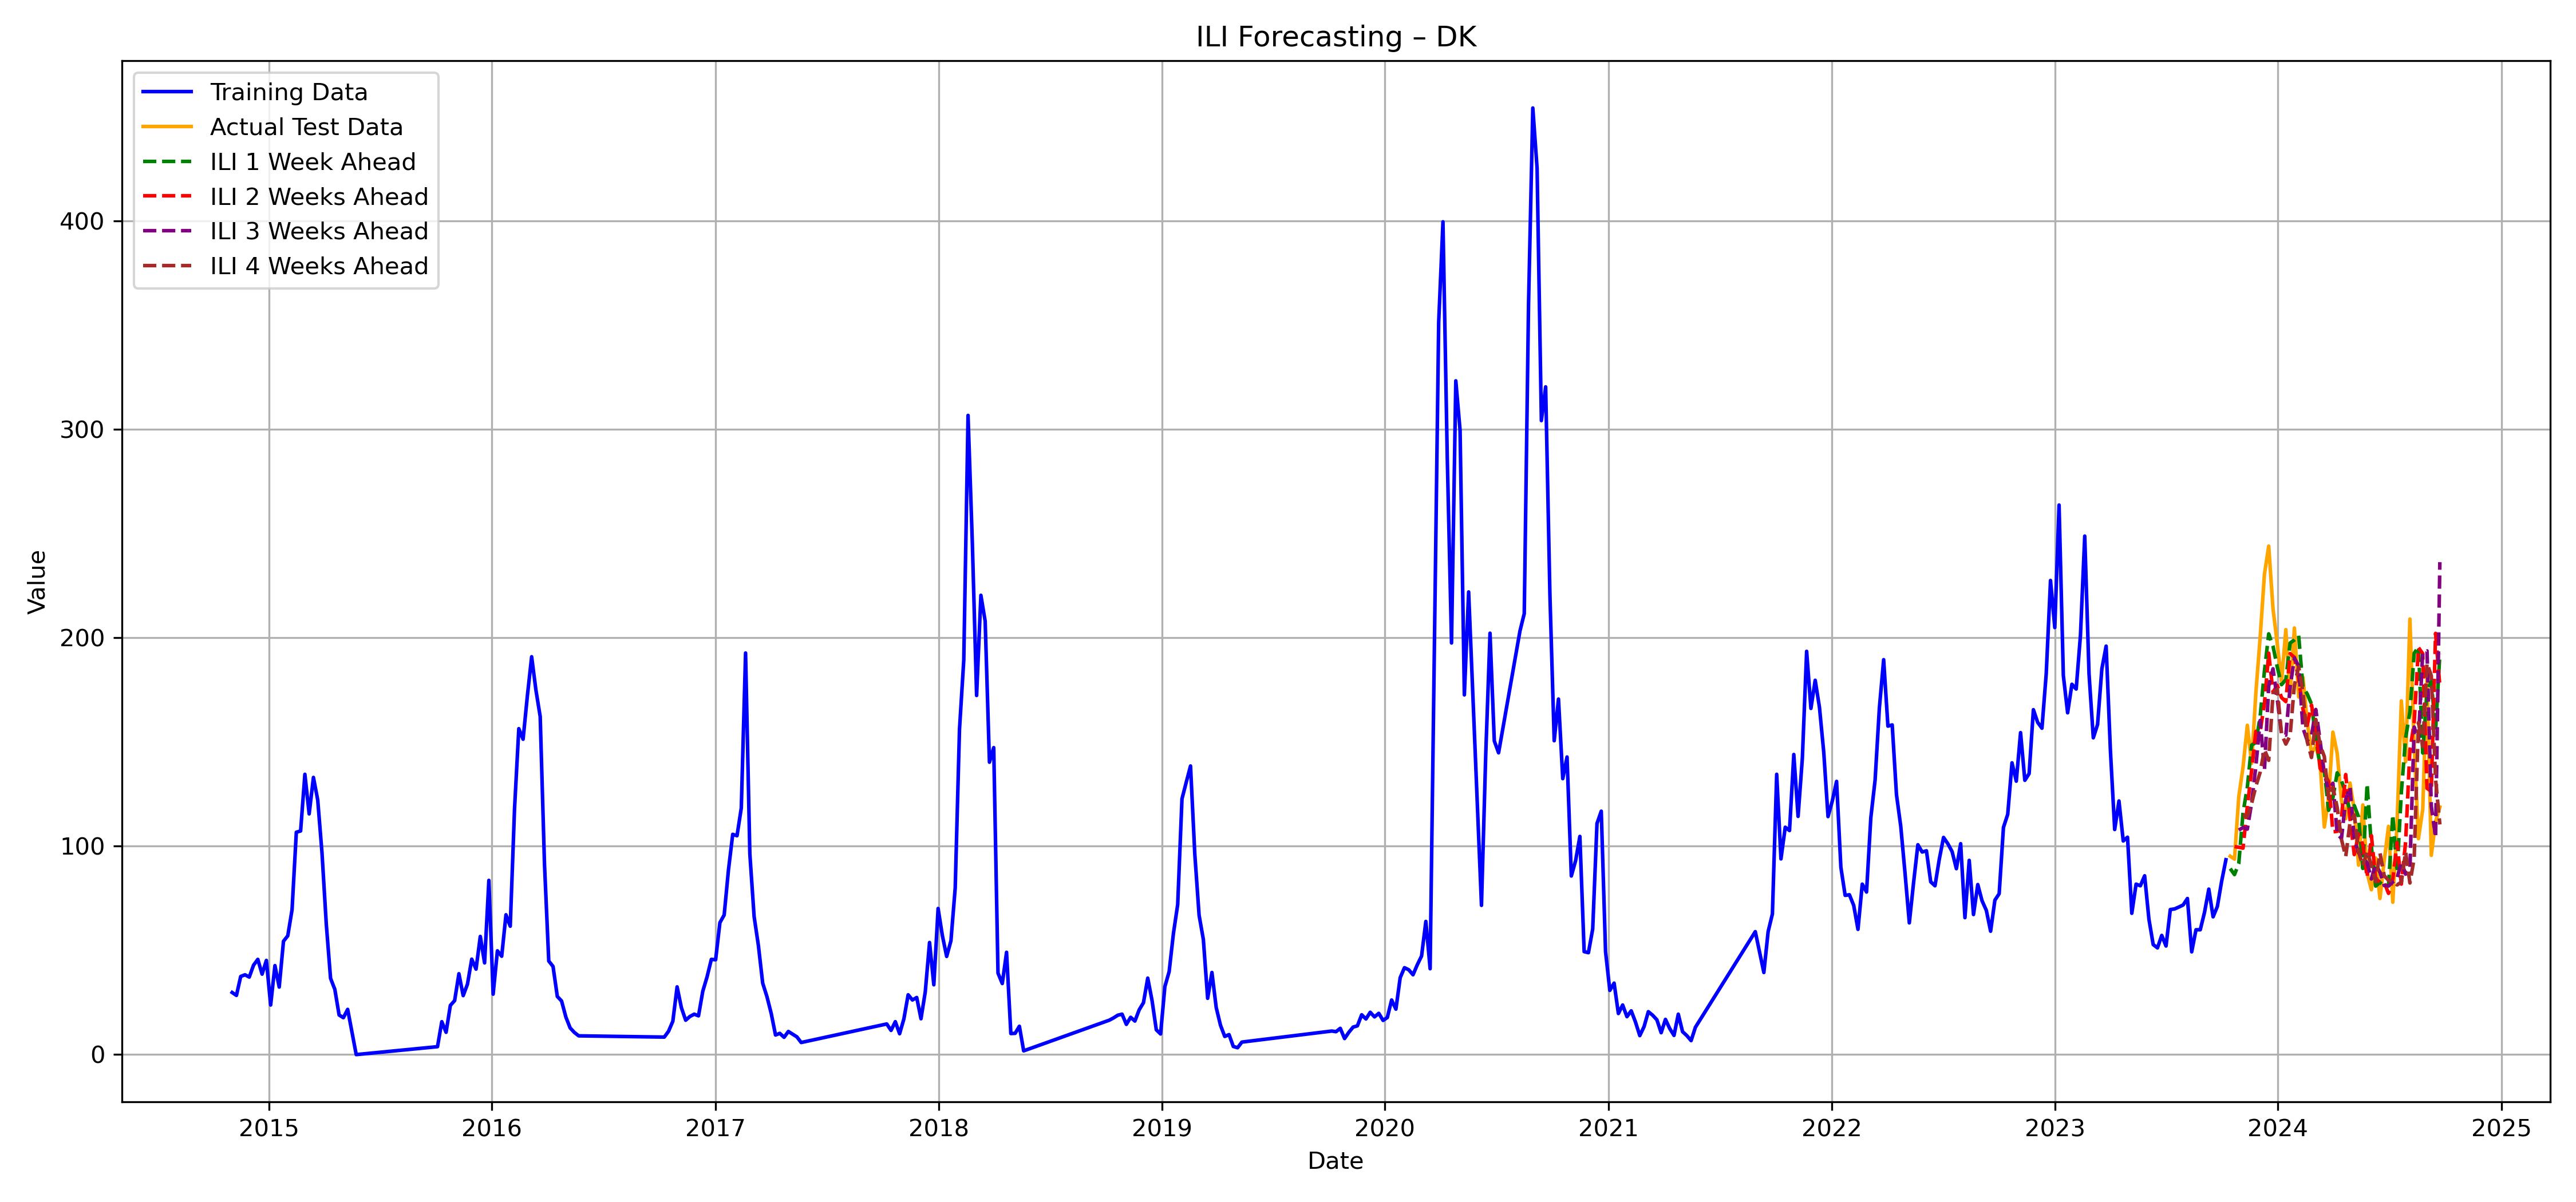 ILI Forecasting – DK
Training Data
Actual Test Data
ILI 1 Week Ahead
ILI 2 Weeks Ahead
ILI 3 Weeks Ahead
ILI 4 Weeks Ahead
Value
400
300
200
100
0
2015 2016 2017 2018 2019 2020 2021 2022 2023 2024 2025
Date